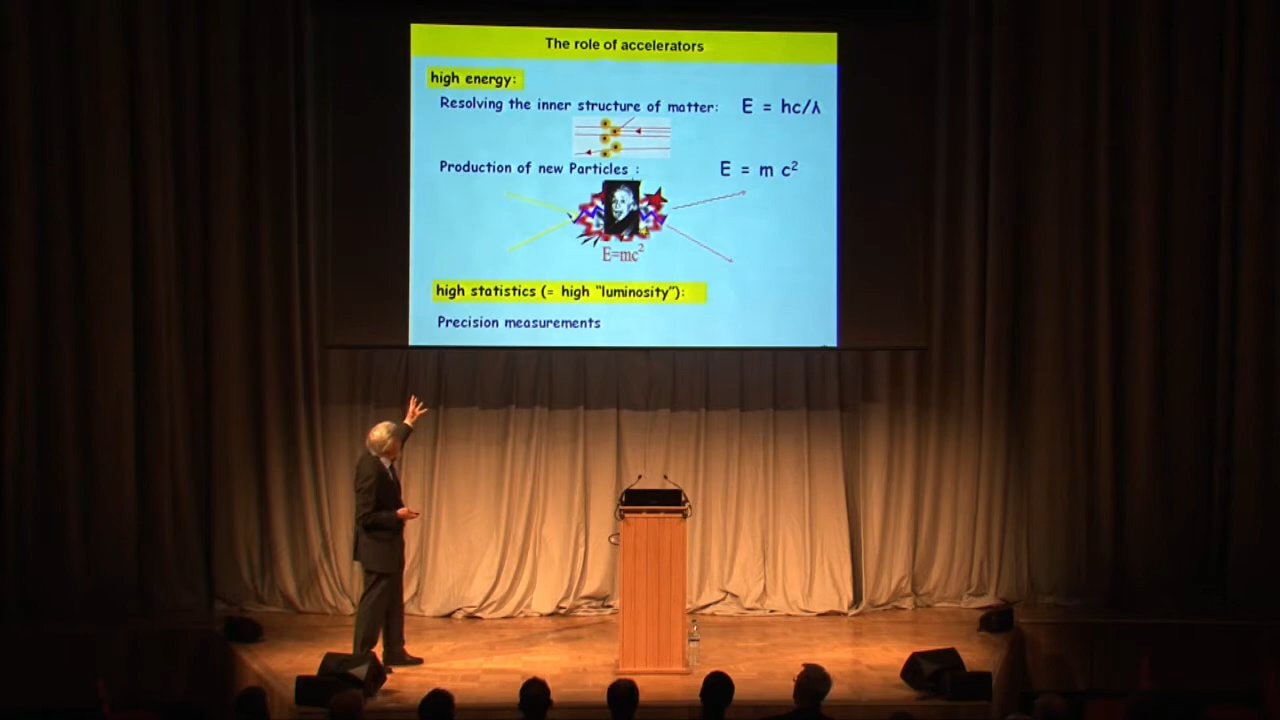 The role of accelerators
high energy:
Resolving the inner structure of matter: E = hc/λ
Production of new Particles : E = m c²
E=mc²
high statistics (= high "luminosity"):
Precision measurements